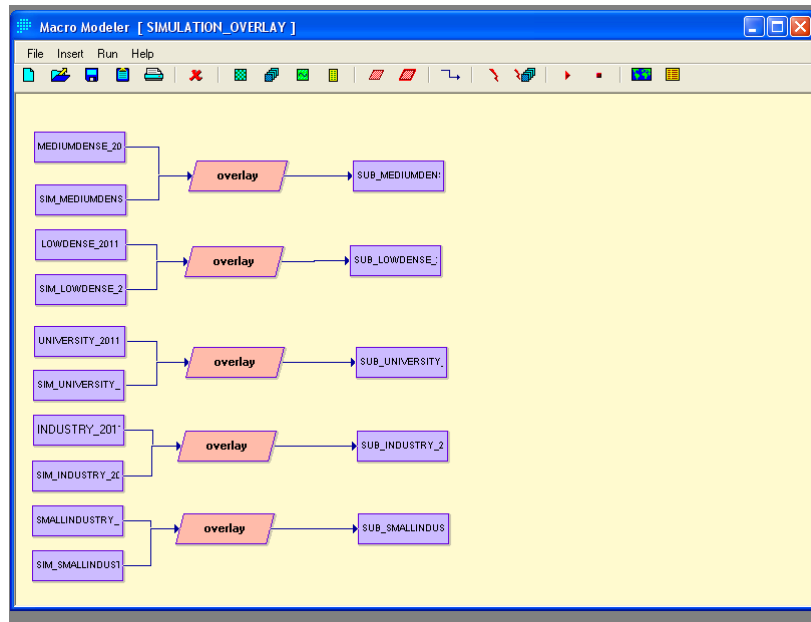 Macro Modeler [ SIMULATION_OVERLAY ]
File Insert Run Help
MEDIUMDENSE_20
SIM_MEDIUMDENS
overlay
SUB_MEDIUMDEN
LOWDENSE_2011
SIM_LOWDENSE_2
overlay
SUB_LOWDENSE_
UNIVERSITY_2011
SIM_UNIVERSITY_
overlay
SUB_UNIVERSITY_
INDUSTRY_201
SIM_INDUSTRY_20
overlay
SUB_INDUSTRY_2
SMALLINDUSTRY_
SIM_SMALLINDUST
overlay
SUB_SMALLINDUS